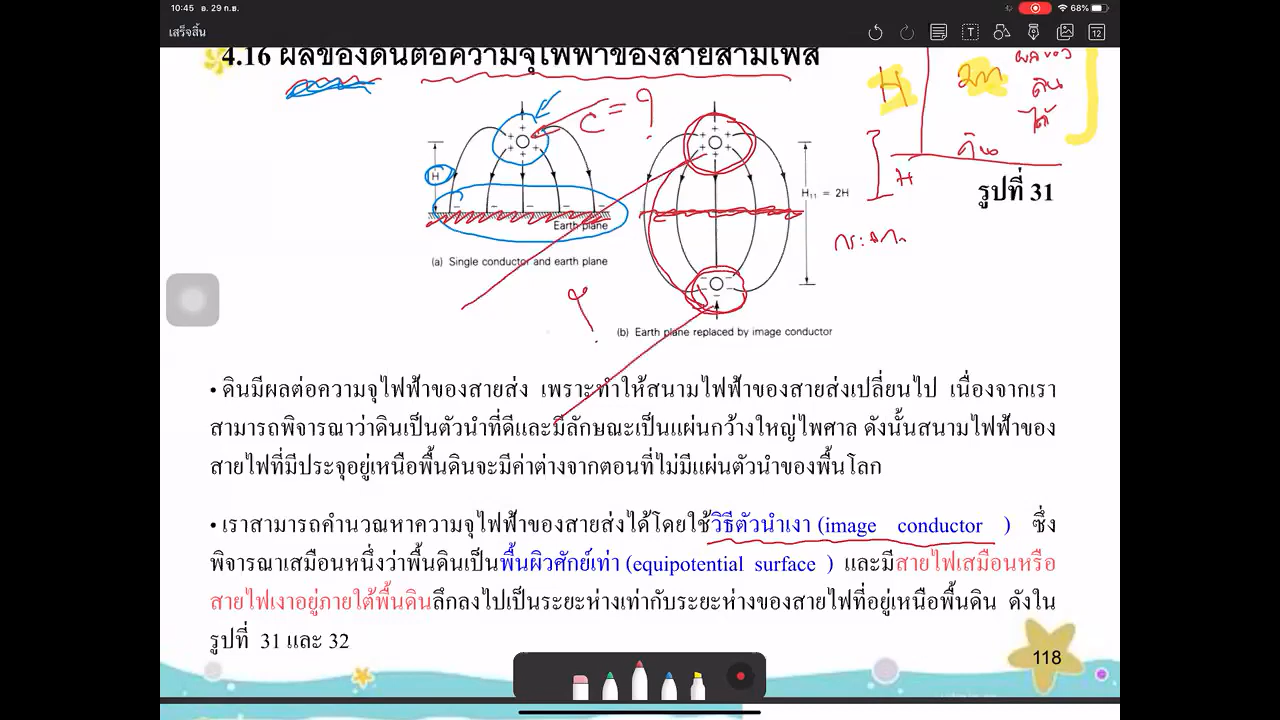 10:45 อ. 29 ก.ย.
68%
เสร็จสิ้น
12
4.16 ผลของดินต่อความจุไฟฟ้าของสายสามเฟส
C = ?
H
ผลของ
ดิน
ได้
ดิน
H
H
H₁₁ = 2H
รูปที่ 31
Earth plane
(a) Single conductor and earth plane
(b) Earth plane replaced by image conductor
• ดินมีผลต่อความจุไฟฟ้าของสายส่ง เพราะทำให้สนามไฟฟ้าของสายส่งเปลี่ยนไป เนื่องจากเรา
สามารถพิจารณาว่าดินเป็นตัวนำที่ดีและมีลักษณะเป็นแผ่นกว้างใหญ่ไพศาล ดังนั้นสนามไฟฟ้าของ
สายไฟที่มีประจุอยู่เหนือพื้นดินจะมีค่าต่างจากตอนที่ไม่มีแผ่นตัวนำของพื้นโลก
• เราสามารถคำนวณหาความจุไฟฟ้าของสายส่งได้โดยใช้วิธีตัวนำเงา (image conductor ) ซึ่ง
พิจารณาเสมือนหนึ่งว่าพื้นดินเป็นพื้นผิวศักย์เท่า (equipotential surface ) และมีสายไฟเสมือนหรือ
สายไฟเงาอยู่ภายใต้พื้นดินลึกลงไปเป็นระยะห่างเท่ากับระยะห่างของสายไฟที่อยู่เหนือพื้นดิน ดังใน
รูปที่ 31 และ 32
118